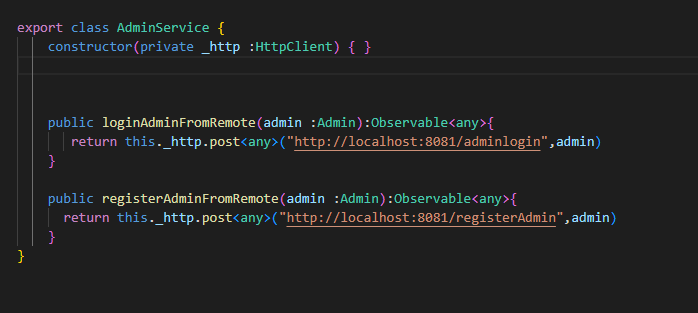 export class AdminService {
constructor(private _http :HttpClient) { }
public loginAdminFromRemote(admin :Admin):Observable<any>{
return this._http.post<any>("http://localhost:8081/adminlogin",admin)
}
public registerAdminFromRemote(admin :Admin):Observable<any>{
return this._http.post<any>("http://localhost:8081/registerAdmin",admin)
}
}